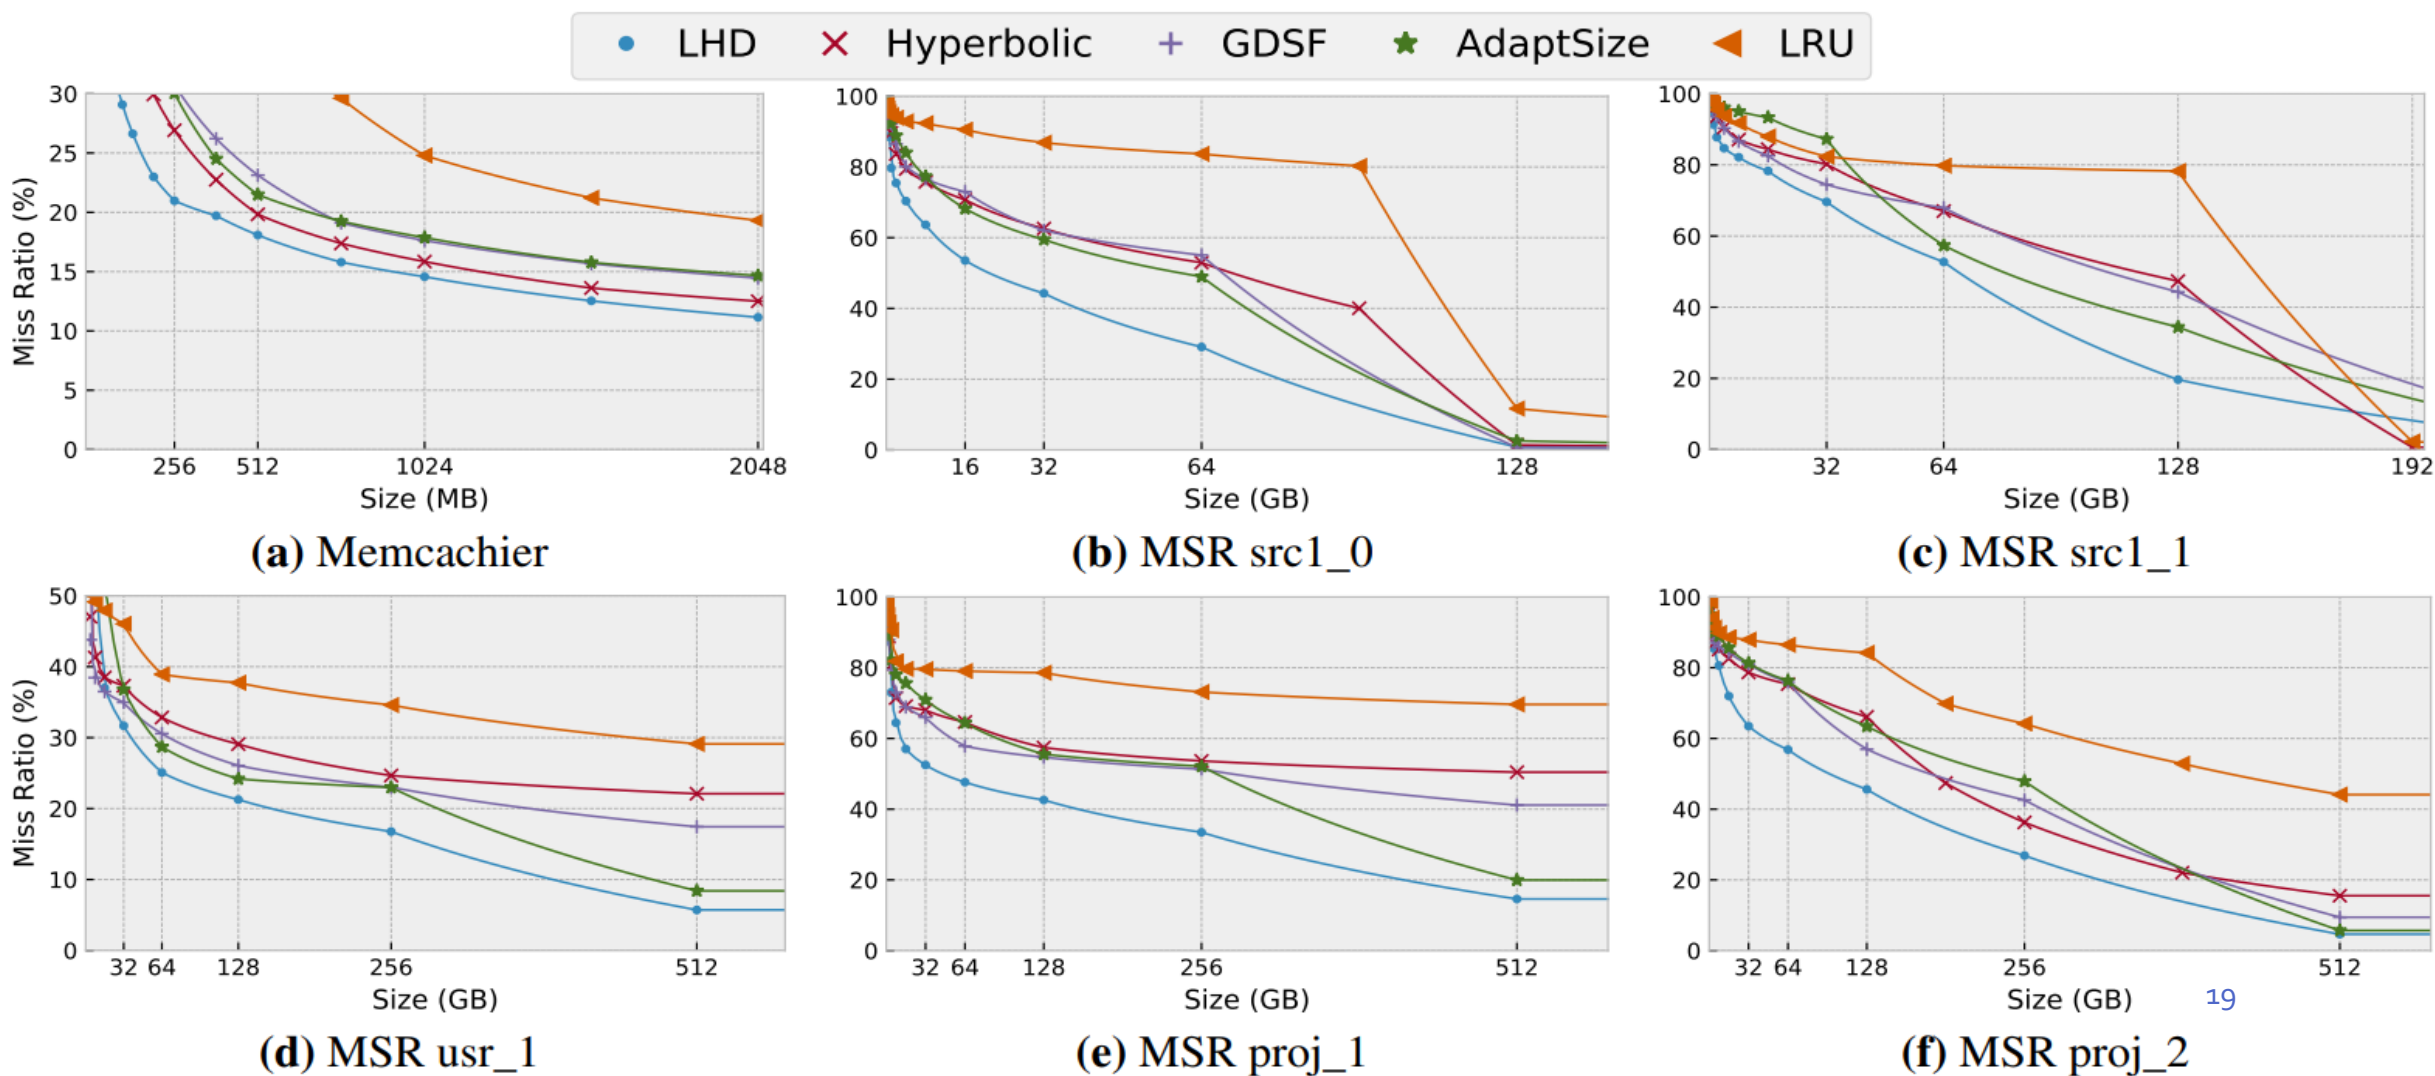 LHD Hyperbolic GDSF AdaptSize LRU
Miss Ratio (%)
30
25
20
15
10
5
0
256 512 1024 2048
Size (MB)
(a) Memcachier
100
80
60
40
20
0
16 32 64 128
Size (GB)
(b) MSR src1_0
100
80
60
40
20
0
32 64 128 192
Size (GB)
(c) MSR src1_1
Miss Ratio (%)
50
40
30
20
10
0
32 64 128 256 512
Size (GB)
(d) MSR usr_1
100
80
60
40
20
0
32 64 128 256 512
Size (GB)
(e) MSR proj_1
100
80
60
40
20
0
32 64 128 256 512
Size (GB)
19
(f) MSR proj_2